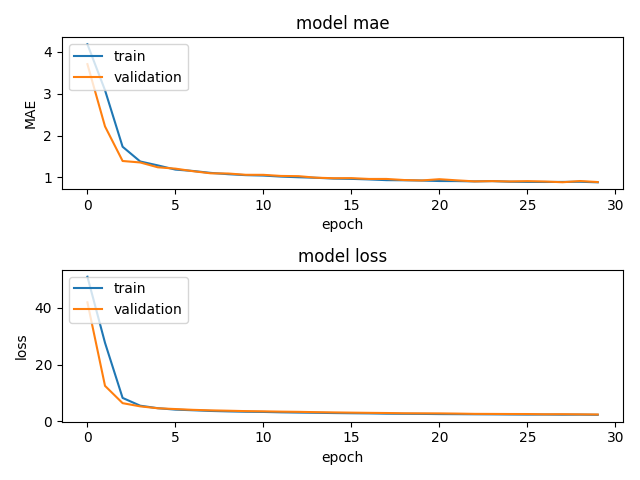 model mae
train
validation
MAE
4
3
2
1
0 5 10 15 20 25 30
epoch
model loss
train
validation
loss
40
20
0
0 5 10 15 20 25 30
epoch